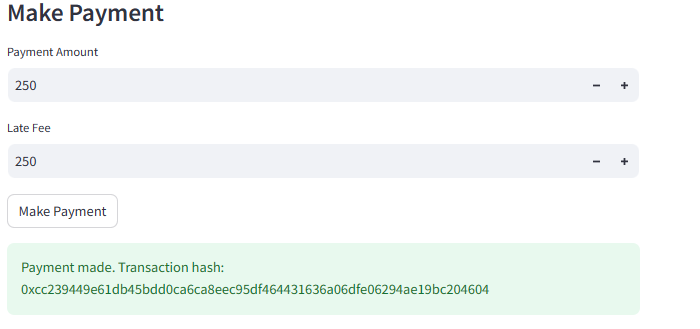 Make Payment
Payment Amount
250
Late Fee
250
Make Payment
Payment made. Transaction hash:
0xcc239449e61db45bdd0ca6ca8eec95df464431636a06dfe06294ae19bc204604